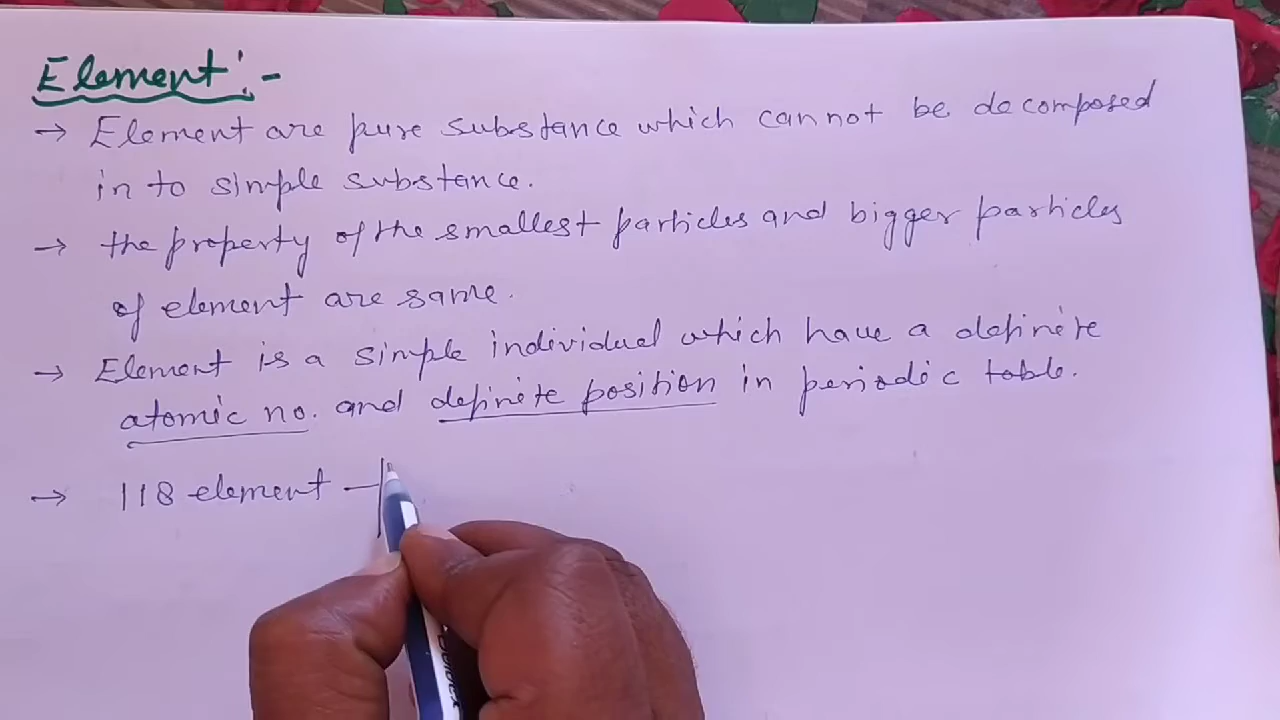 Element :-
→ Element are pure substance which cannot be decomposed
in to simple substance.
→ the property of the smallest particles and bigger particles
of element are same.
→ Element is a simple individual which have a definite
atomic no. and definite position in periodic table.
→ 118 element —